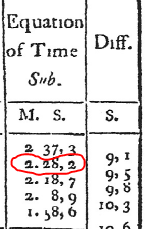 Equation
of Time
Sub.
Diff.
M. S.
S.
2 37,3
9,1
2.28,2
9,5
2.18,7
9,8
2. 8,9
10,3
1.58,6